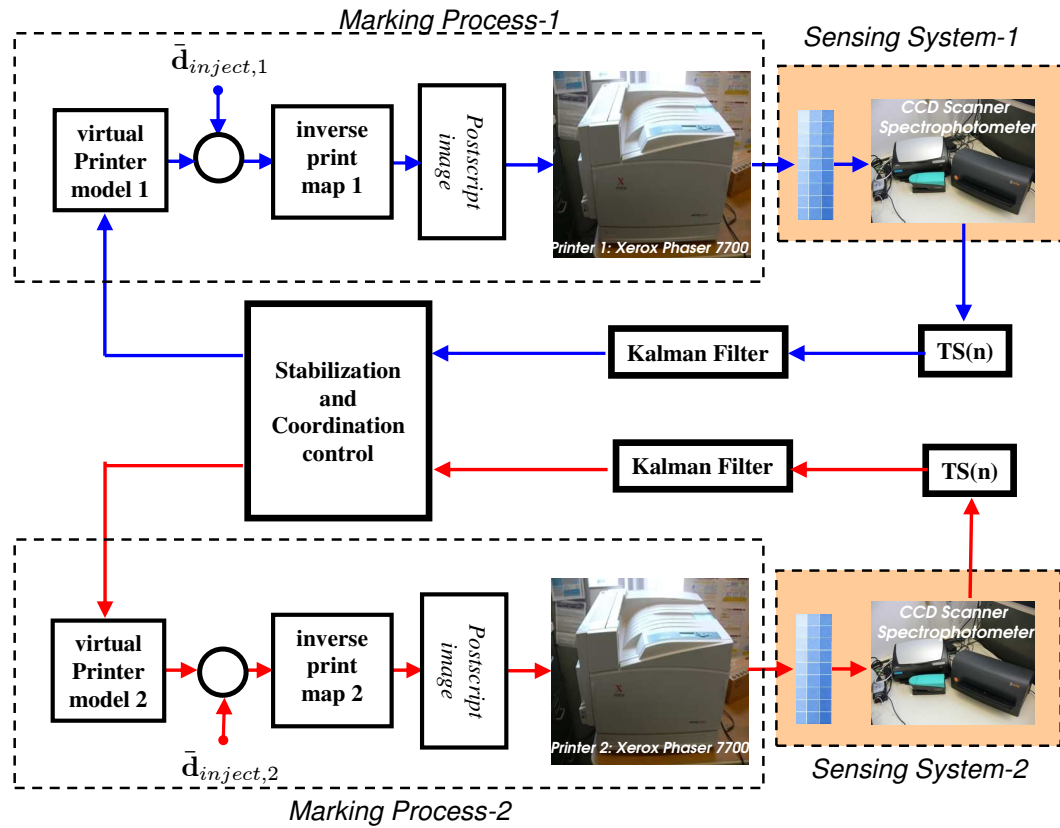 Marking Process-1
Sensing System-1
d̄inject,1
virtual
Printer
model 1
inverse
print
map 1
Postscript
image
Printer 1: Xerox Phaser 7700
CCD Scanner
Spectrophotometer
Stabilization
and
Coordination
control
Kalman Filter
TS(n)
Kalman Filter
TS(n)
virtual
Printer
model 2
d̄inject,2
inverse
print
map 2
Postscript
image
Printer 2: Xerox Phaser 7700
CCD Scanner
Spectrophotometer
Marking Process-2
Sensing System-2